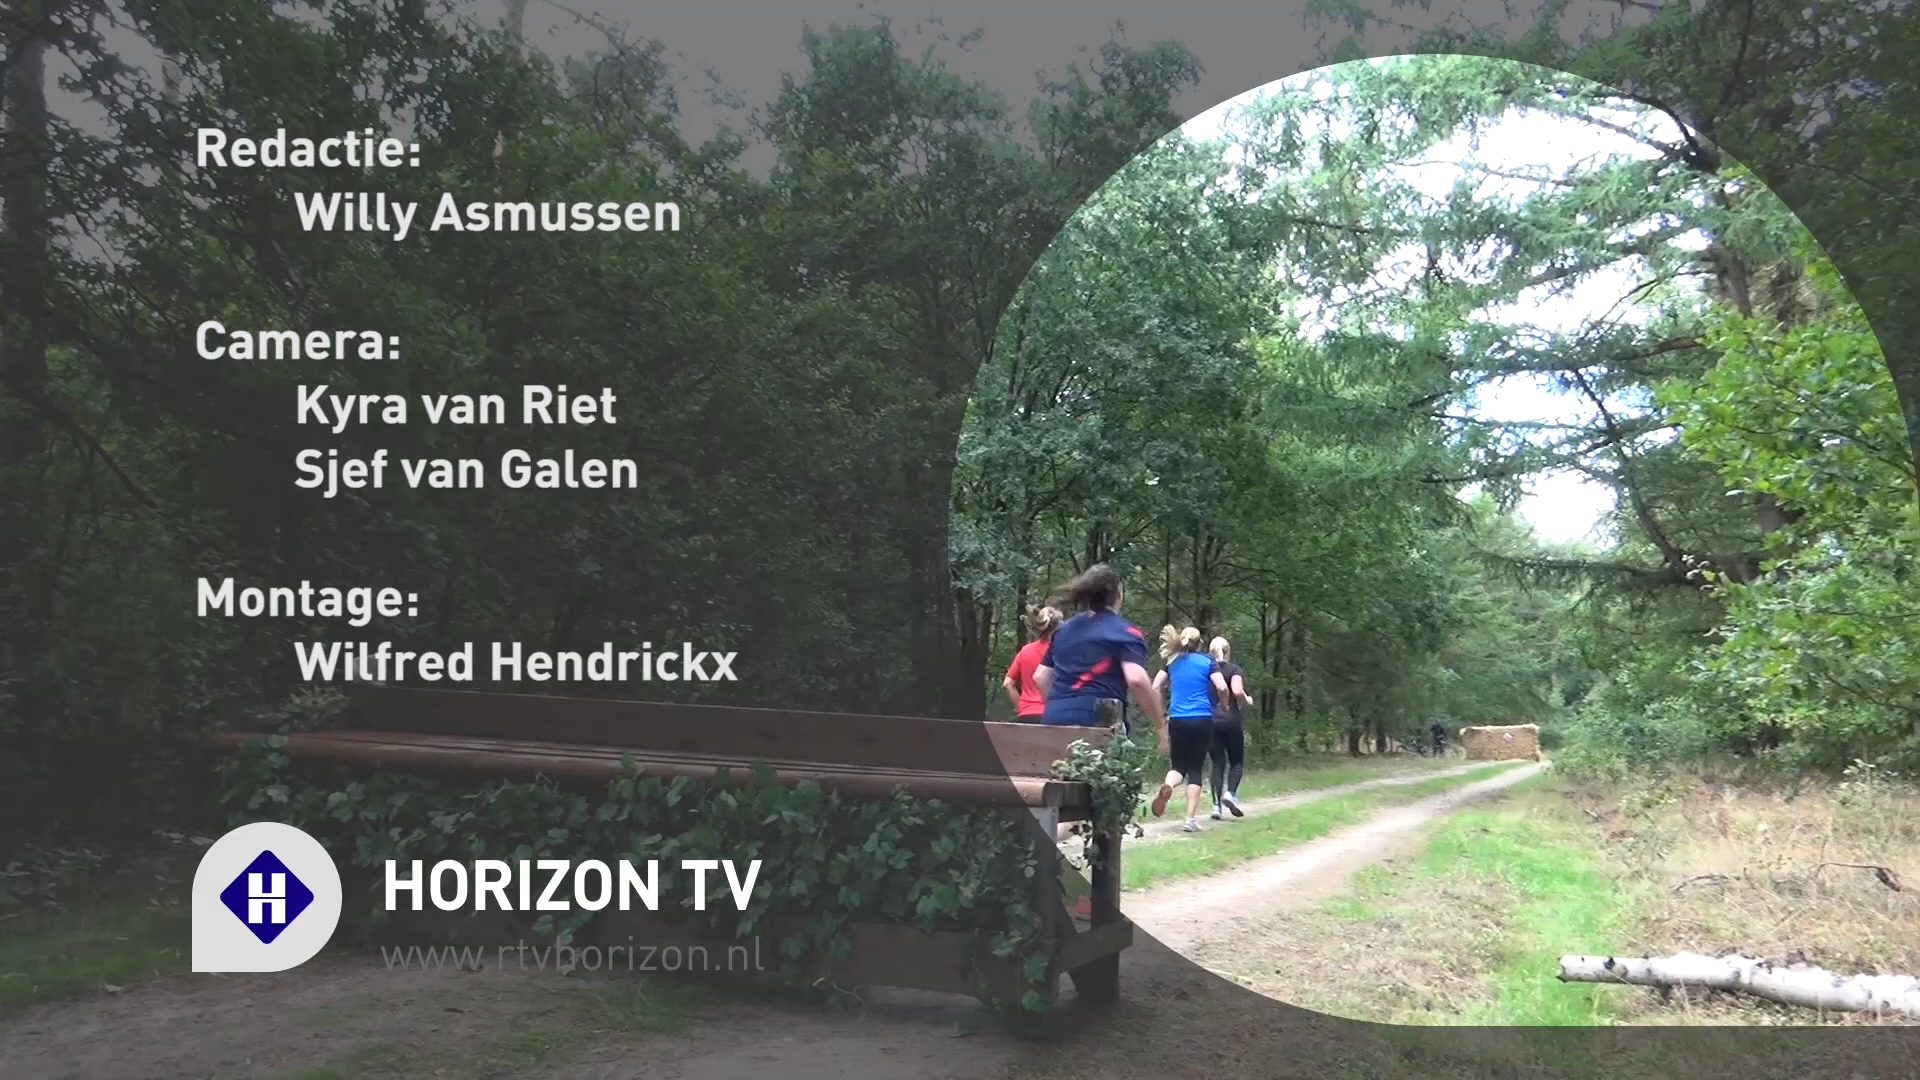 Redactie:
Willy Asmussen
Camera:
Kyra van Riet
Sjef van Galen
Montage:
Wilfred Hendrickx
H
HORIZON TV
www.rtvhorizon.nl